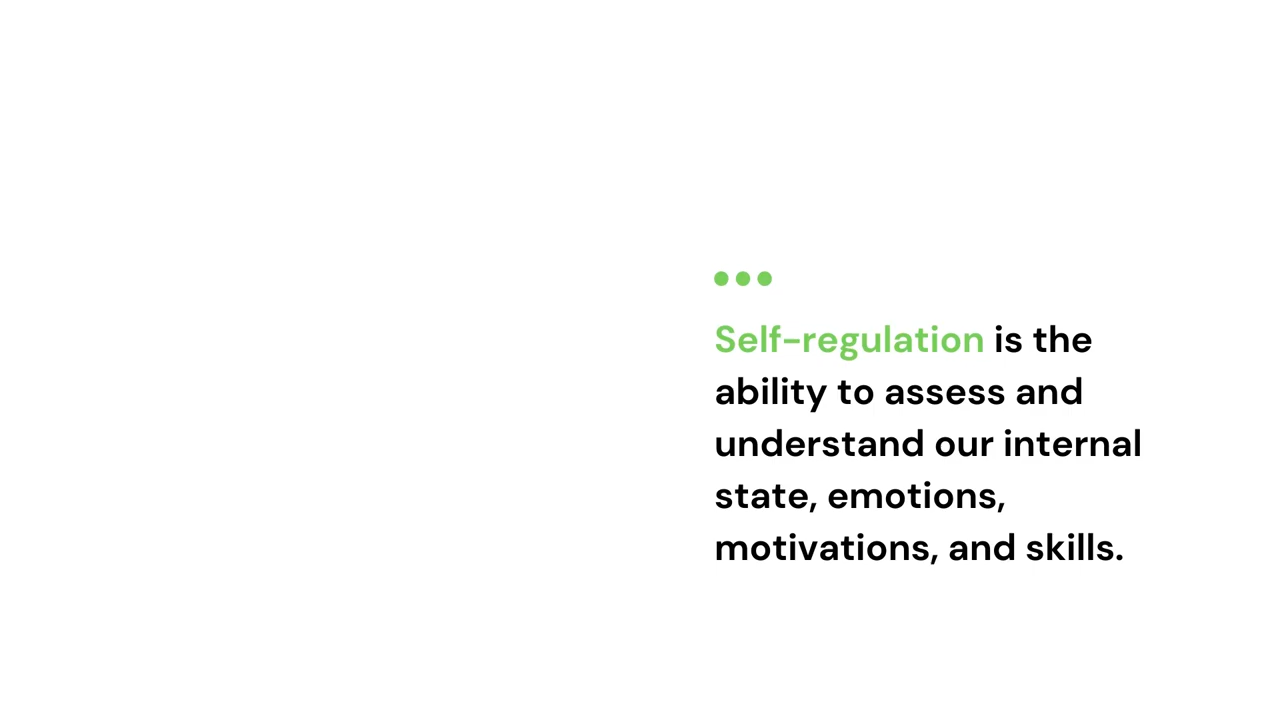 Self-regulation is the
ability to assess and
understand our internal
state, emotions,
motivations, and skills.